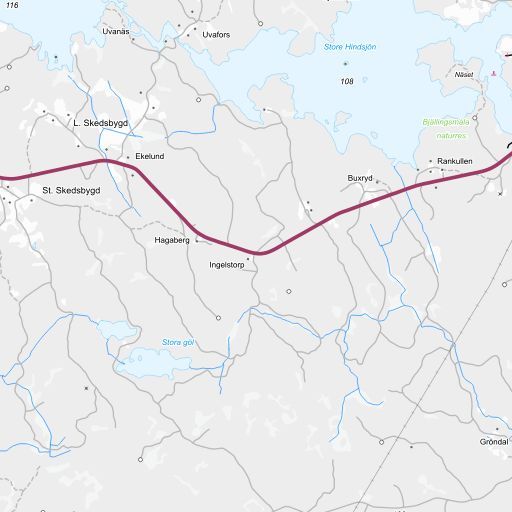 116
Uvanäs
Uvafors
Store Hindsjön
108
Näset
L. Skedsbygd
Bjällingsmåla
naturres.
Ekelund
Rankullen
Buxryd
St. Skedsbygd
Hagaberg
Ingelstorp
Stora göl
Gröndal